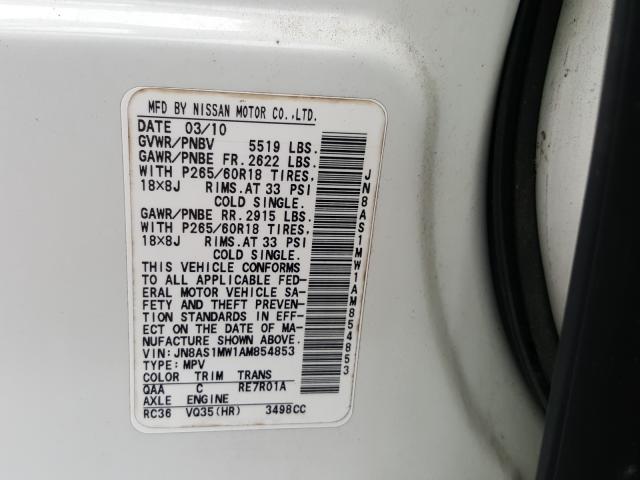 MFD BY NISSAN MOTOR CO.,LTD.
DATE 03/10
GVWR/PNBV 5519 LBS.
GAWR/PNBE FR. 2622 LBS.
WITH P265/60R18 TIRES.
18×8J RIMS. AT 33 PSI
COLD SINGLE.
GAWR/PNBE RR. 2915 LBS.
WITH P265/60R18 TIRES.
18×8J RIMS. AT 33 PSI
COLD SINGLE.
THIS VEHICLE CONFORMS
TO ALL APPLICABLE FED-
ERAL MOTOR VEHICLE SA-
FETY AND THEFT PREVEN-
TION STANDARDS IN EFF-
ECT ON THE DATE OF MA-
NUFACTURE SHOWN ABOVE.
VIN: JN8AS1MW1AM854853
TYPE: MPV
COLOR TRIM TRANS
QAA C RE7R01A
AXLE ENGINE
RC36 VQ35(HR) 3498CC
JN8AS1MW1AM854853